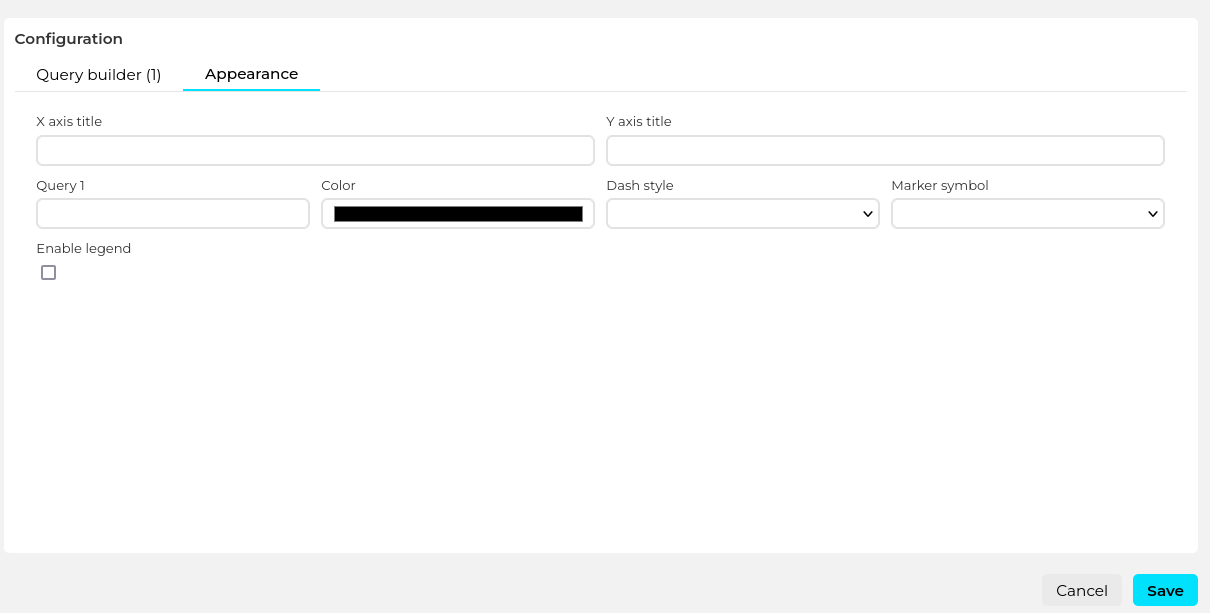 Configuration
Query builder (1) Appearance
X axis title Y axis title
Query 1 Color Dash style Marker symbol
Enable legend
Cancel Save